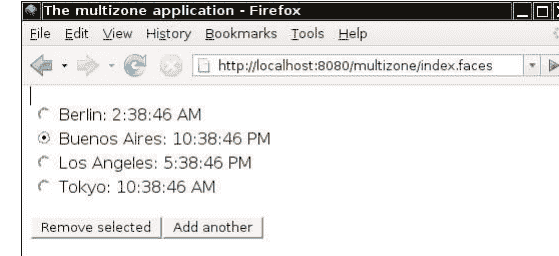 The multizone application - Firefox
File Edit View History Bookmarks Tools Help
http://localhost:8080/multizone/index.faces
Berlin: 2:38:46 AM
Buenos Aires: 10:38:46 PM
Los Angeles: 5:38:46 PM
Tokyo: 10:38:46 AM
Remove selected Add another